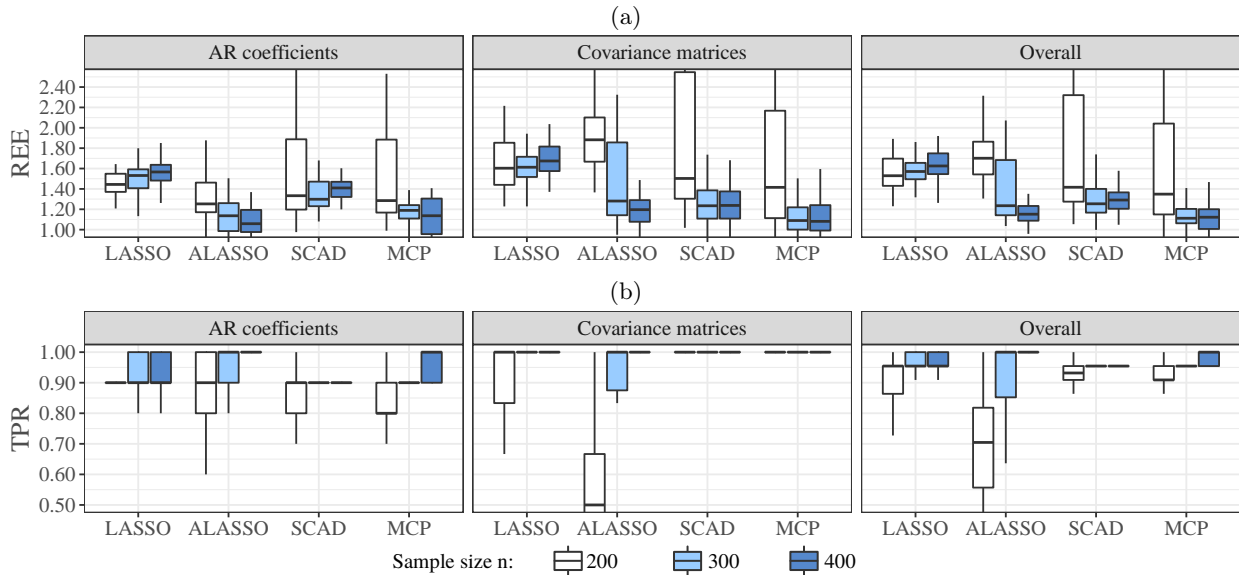 (a)
AR coefficients Covariance matrices Overall
REE
2.40
2.20
2.00
1.80
1.60
1.40
1.20
1.00
LASSO ALASSO SCAD MCP LASSO ALASSO SCAD MCP LASSO ALASSO SCAD MCP
(b)
AR coefficients Covariance matrices Overall
TPR
1.00
0.90
0.80
0.70
0.60
0.50
LASSO ALASSO SCAD MCP LASSO ALASSO SCAD MCP LASSO ALASSO SCAD MCP
Sample size n: 200 300 400